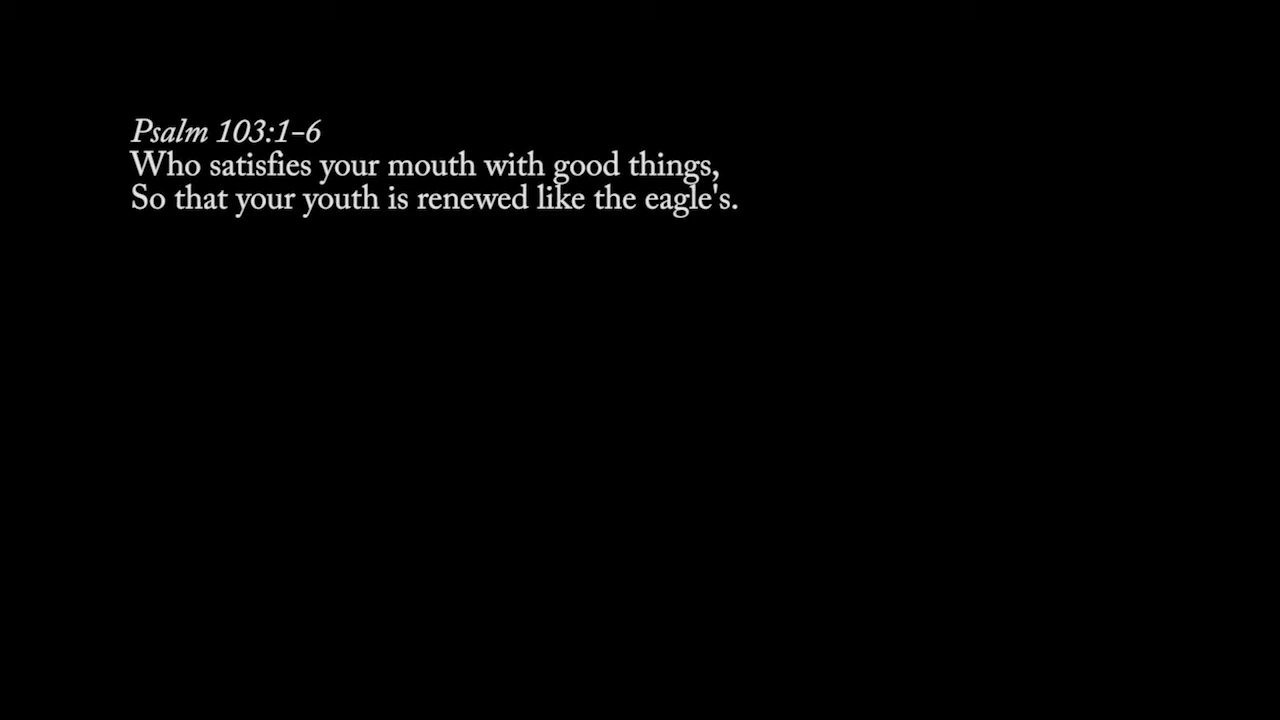 Psalm 103:1-6
Who satisfies your mouth with good things,
So that your youth is renewed like the eagle's.